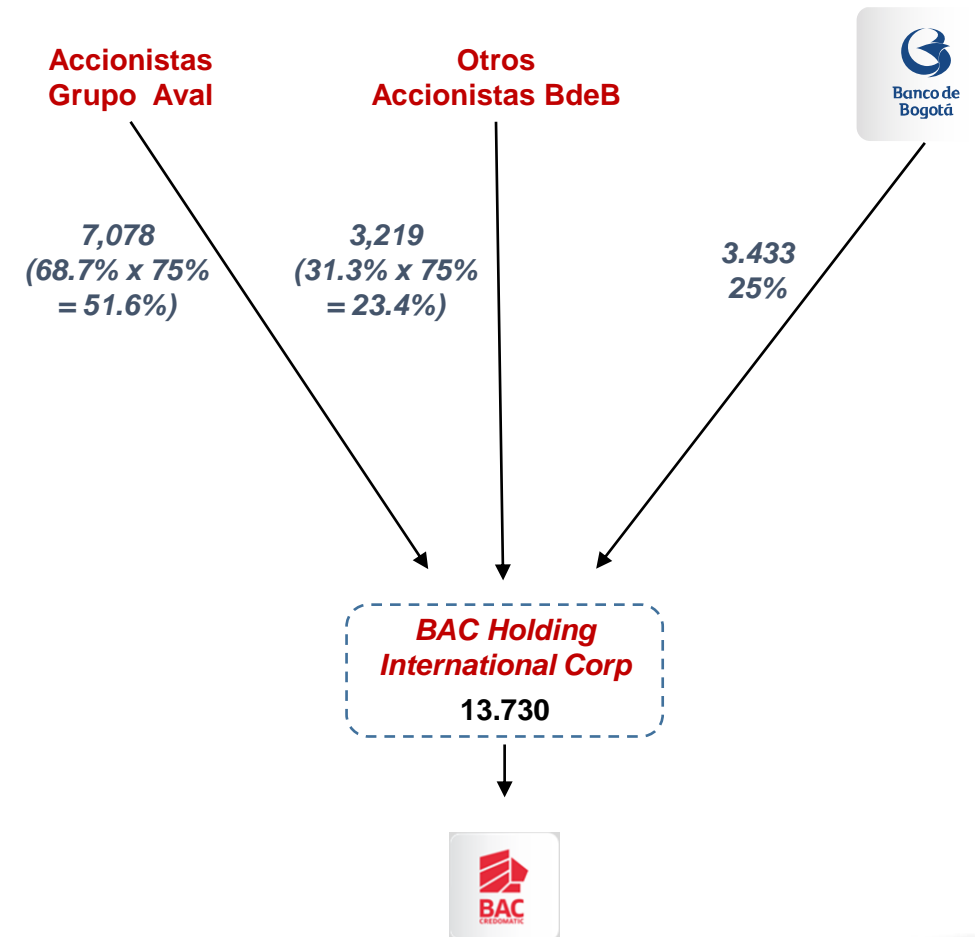 Accionistas
Grupo Aval
Otros
Accionistas BdeB
Banco de
Bogotá
7,078
(68.7% x 75%
= 51.6%)
3,219
(31.3% x 75%
= 23.4%)
3.433
25%
BAC Holding
International Corp
13.730
BAC
CREDOMATIC